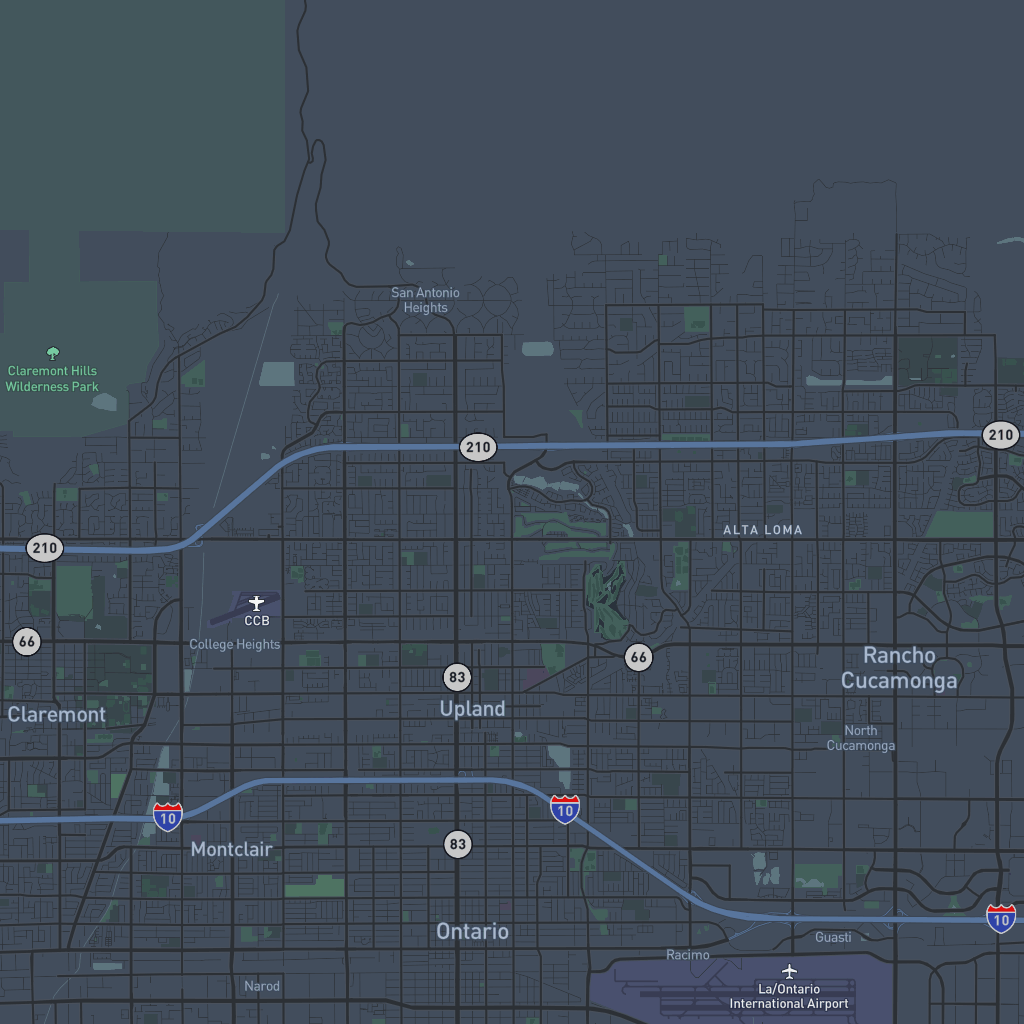 San Antonio
Heights
Claremont Hills
Wilderness Park
210
210
ALTA LOMA
210
CCB
College Heights
66
66
Rancho
Cucamonga
83
Upland
Claremont
North
Cucamonga
10
10
Montclair
83
Ontario
10
Guasti
Racimo
Narod
La/Ontario
International Airport